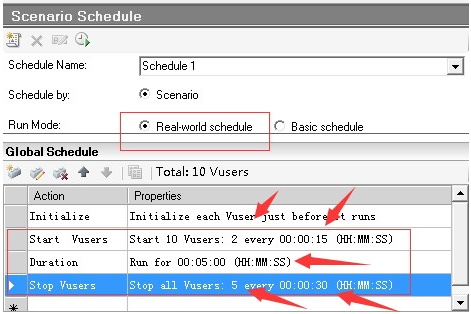 Scenario Schedule
Schedule Name: Schedule 1
Schedule by: Scenario
Run Mode: Real-world schedule Basic schedule
Global Schedule
Total: 10 Vusers
Action Properties
Initialize Initialize each Vuser just before it runs
Start Vusers Start 10 Vusers: 2 every 00:00:15 (HH:MM:SS)
Duration Run for 00:05:00 (HH:MM:SS)
Stop Vusers Stop all Vusers: 5 every 00:00:30 (HH:MM:SS)